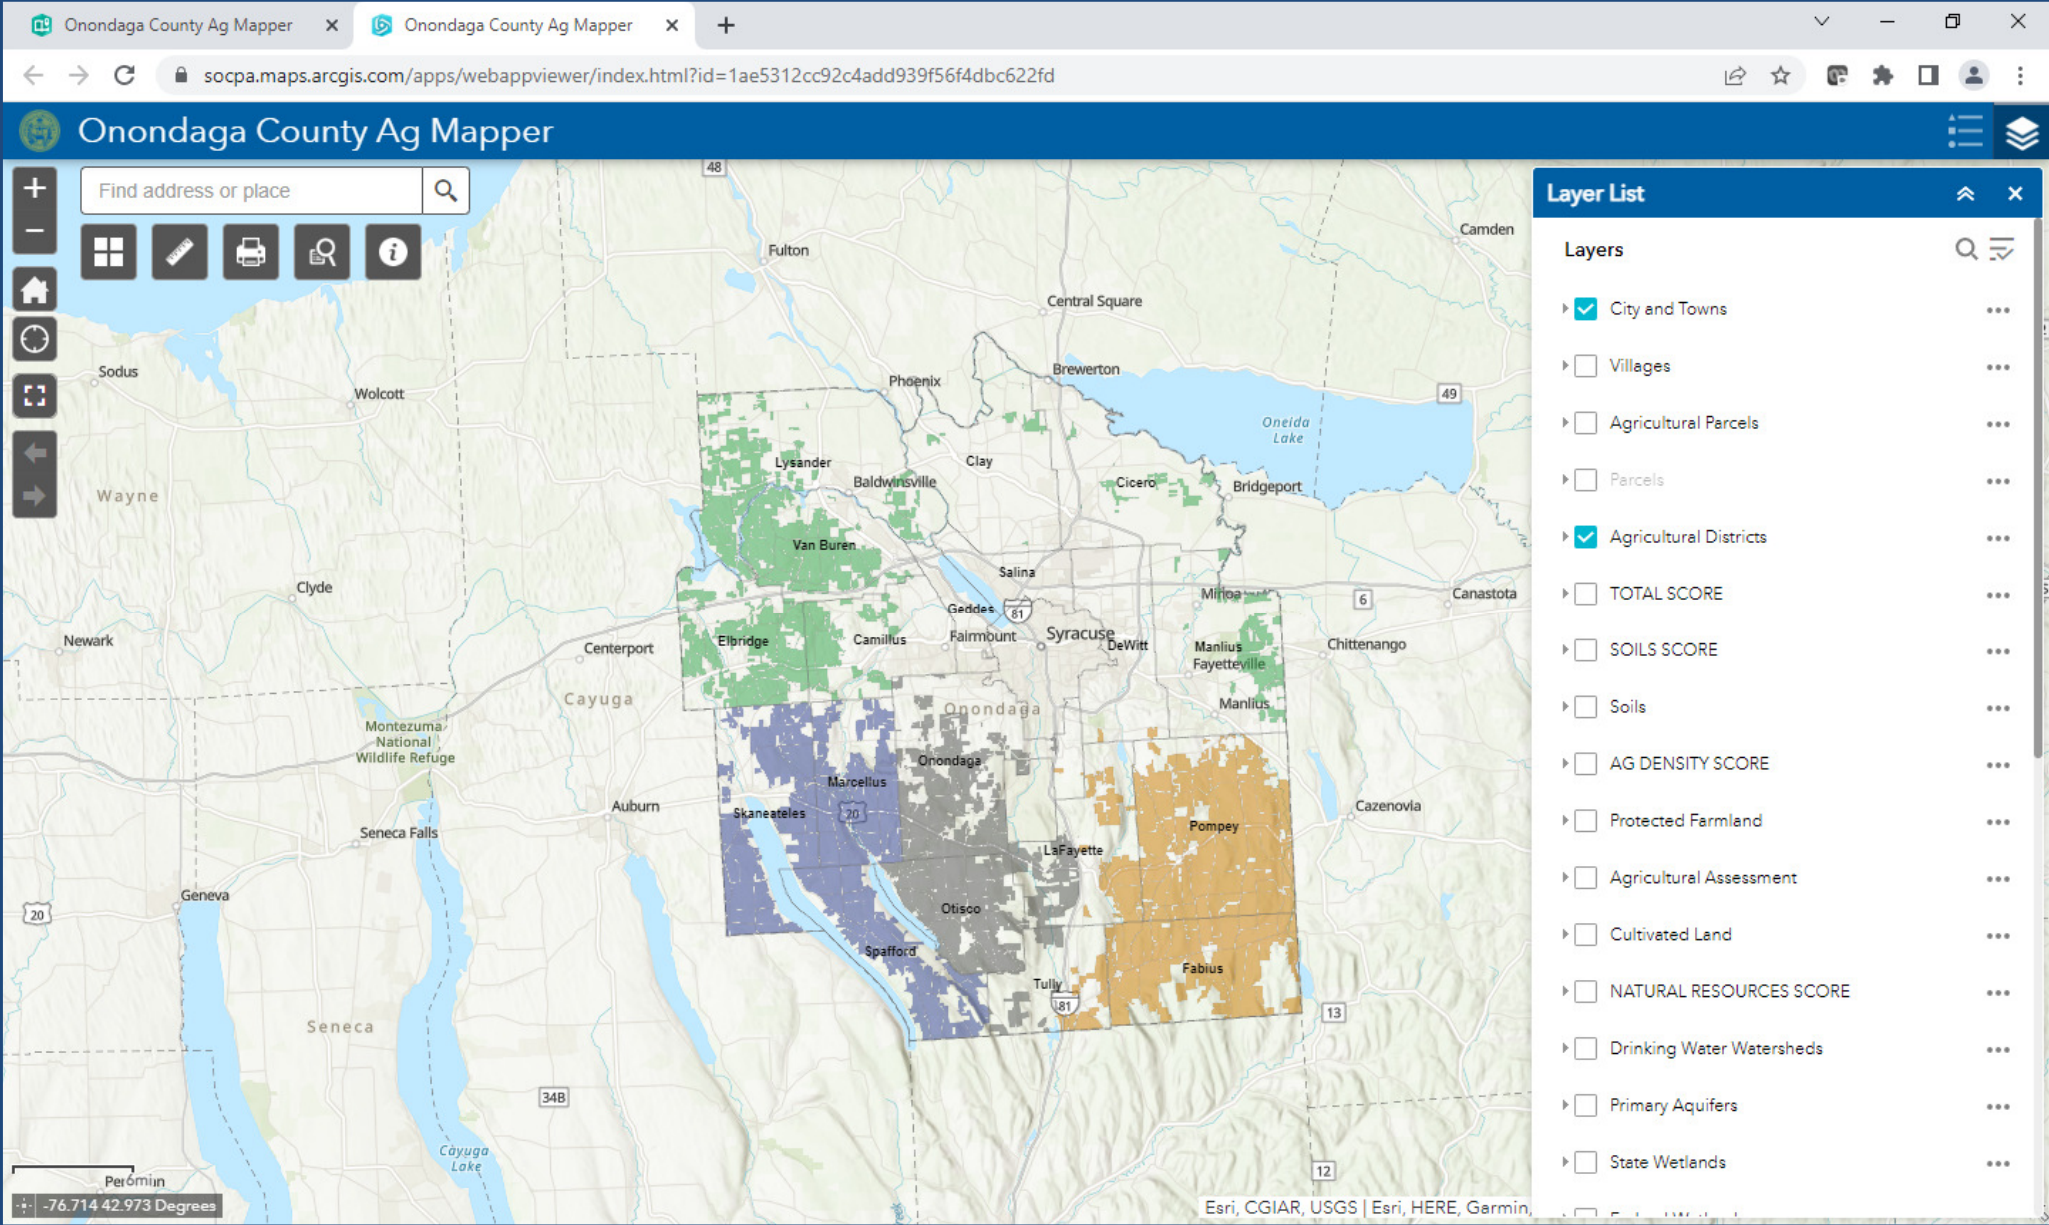 Onondaga County Ag Mapper
Onondaga County Ag Mapper
socpa.maps.arcgis.com/apps/webappviewer/index.html?id=1ae5312cc92c4add939f56f4dbc622fd
Onondaga County Ag Mapper
Find address or place
Layer List
Layers
City and Towns
Villages
Agricultural Parcels
Parcels
Agricultural Districts
TOTAL SCORE
SOILS SCORE
Soils
AG DENSITY SCORE
Protected Farmland
Agricultural Assessment
Cultivated Land
NATURAL RESOURCES SCORE
Drinking Water Watersheds
Primary Aquifers
State Wetlands
48
Camden
Fulton
Central Square
Sodus
Wolcott
Phoenix
Brewerton
49
Oneida
Lake
Lysander
Clay
Baldwinsville
Cicero
Bridgeport
Wayne
Van Buren
Salina
Clyde
Geddes
81
Minoa
6
Canastota
Newark
Centerport
Elbridge
Camillus
Fairmount
Syracuse
DeWitt
Manlius
Fayetteville
Chittenango
Cayuga
Onondaga
Manlius
Montezuma
National
Wildlife Refuge
Onondaga
Marcellus
Auburn
Skaneateles
20
Cazenovia
Seneca Falls
Pompey
LaFayette
Geneva
20
Otisco
Spafford
Fabius
Tully
81
13
Seneca
34B
Cayuga
Lake
12
-76.714 42.973 Degrees
Esri, CGIAR, USGS | Esri, HERE, Garmin,